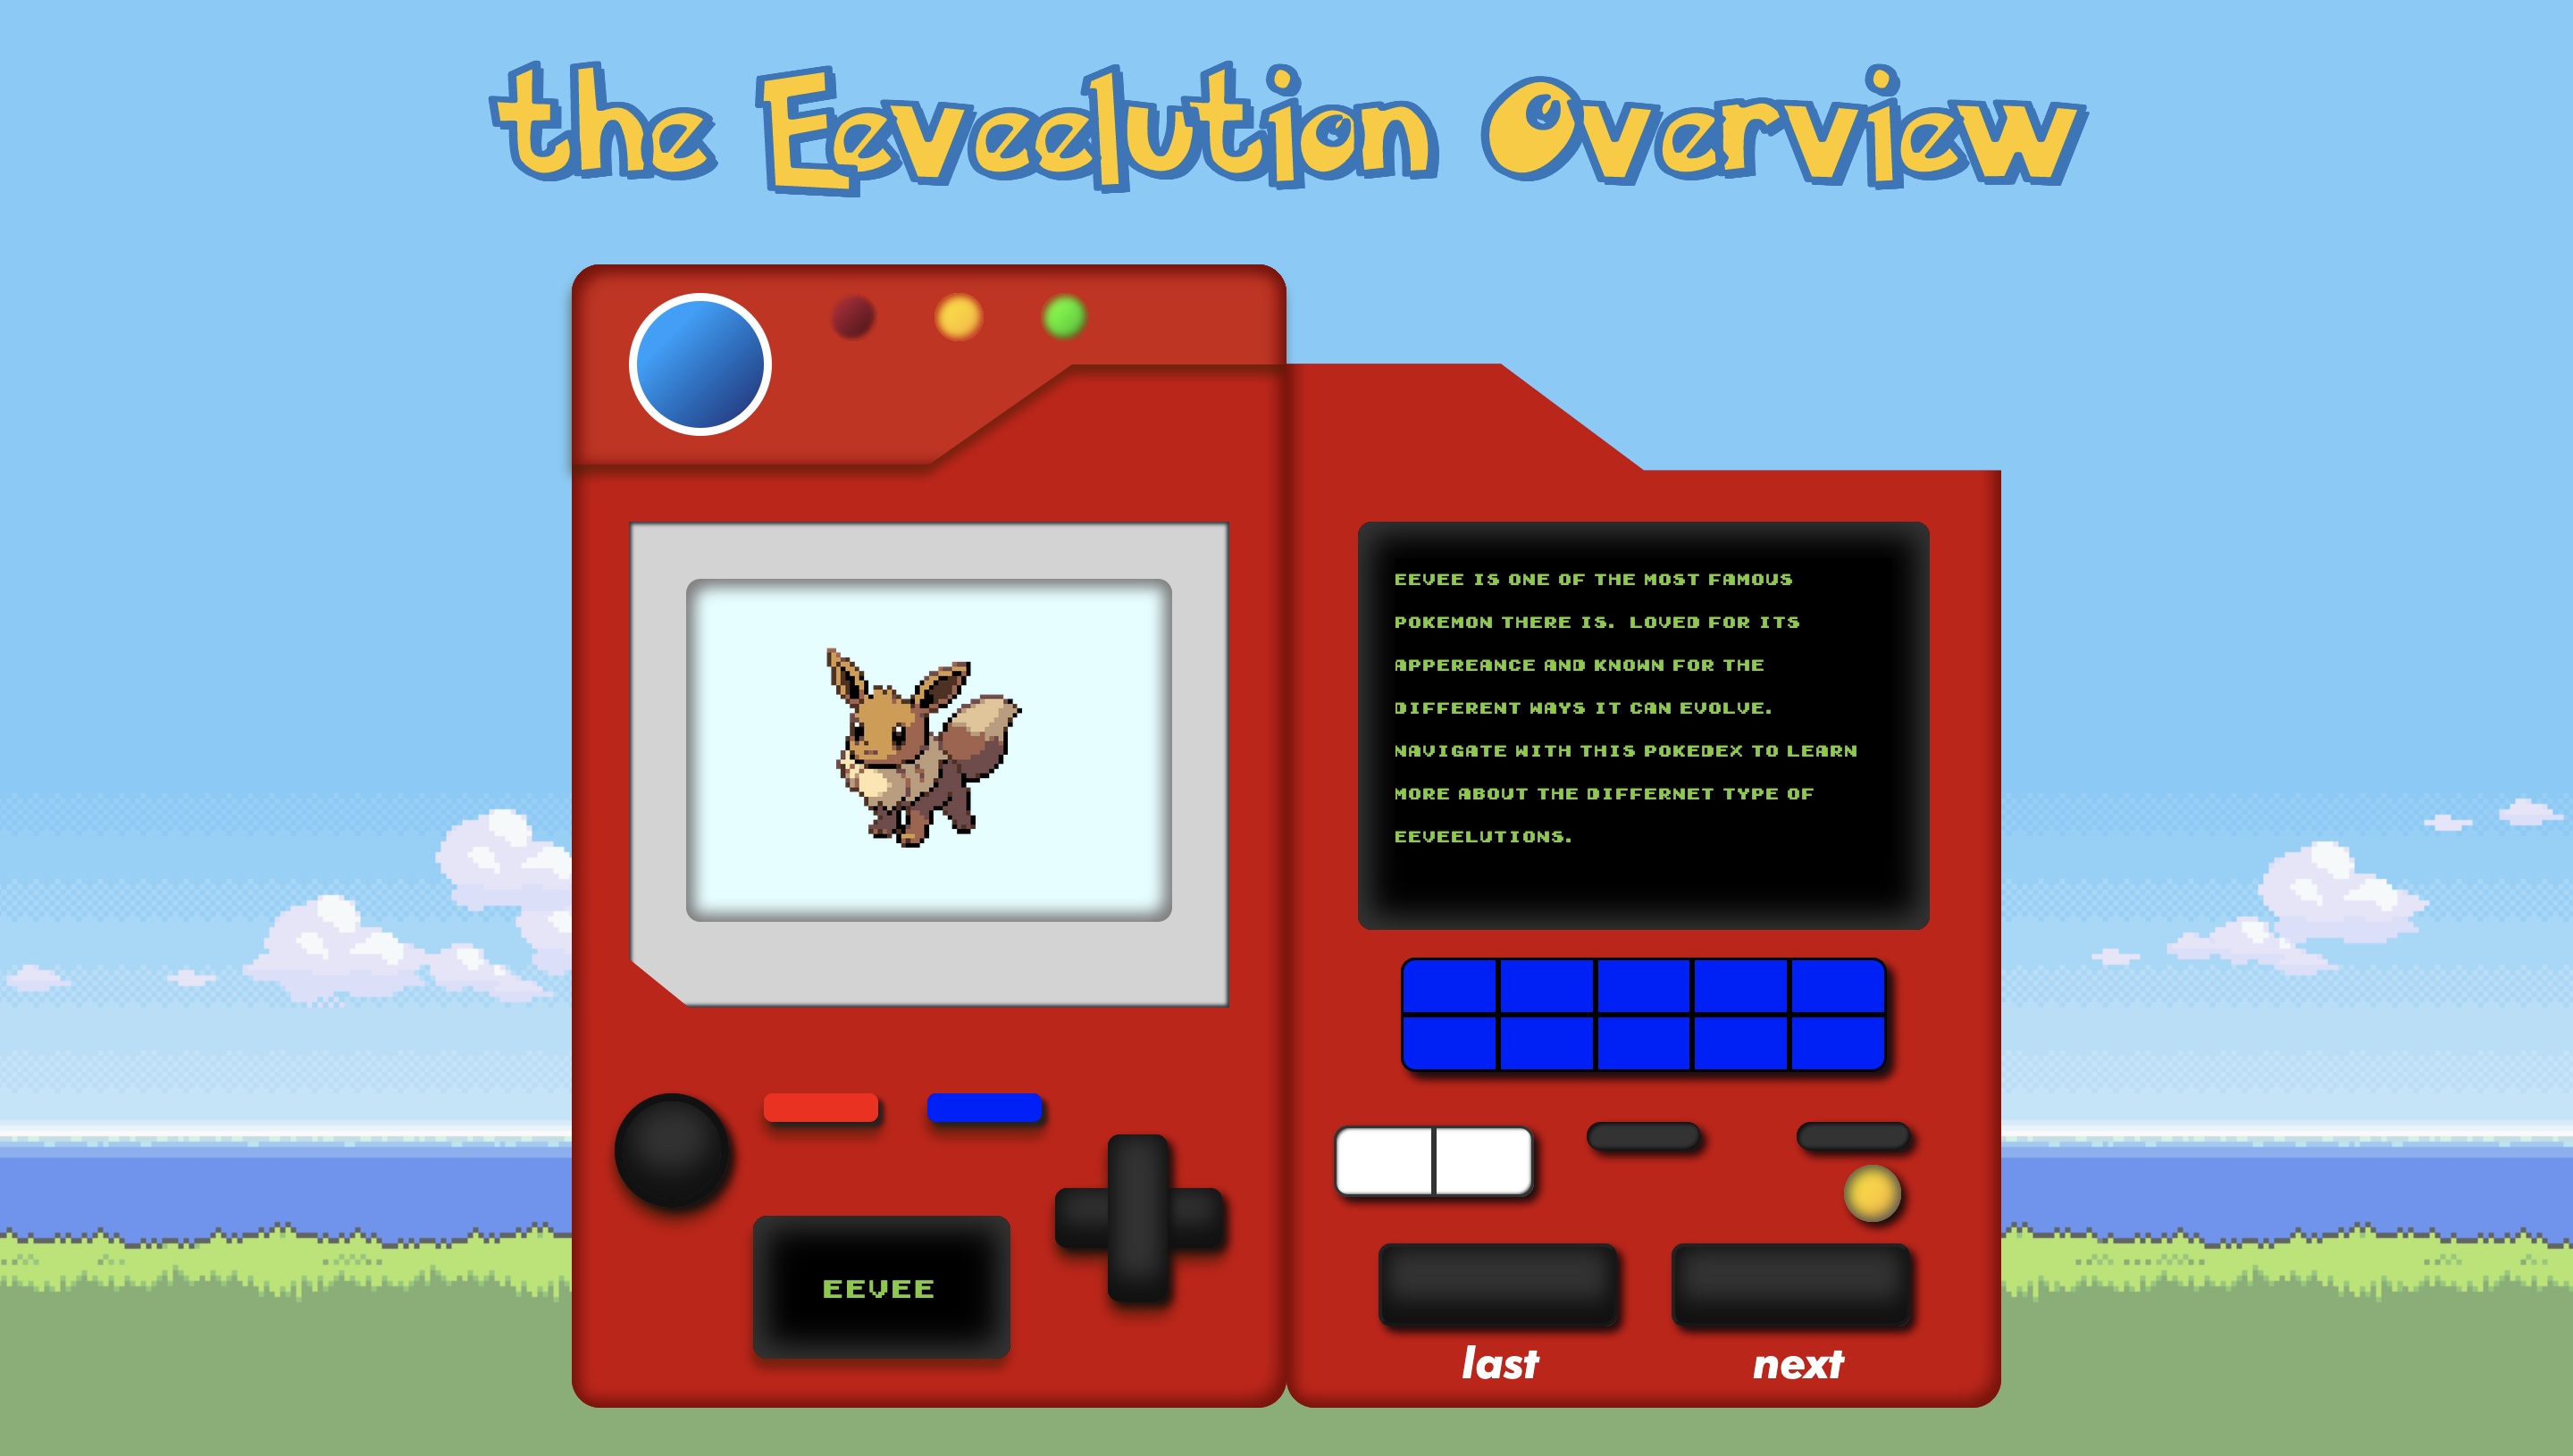 the Eeveelution Overview
EEVEE IS ONE OF THE MOST FAMOUS
POKEMON THERE IS. LOVED FOR ITS
APPEREANCE AND KNOWN FOR THE
DIFFERENT WAYS IT CAN EVOLVE.
NAVIGATE WITH THIS POKEDEX TO LEARN
MORE ABOUT THE DIFFERNET TYPE OF
EEVEELUTIONS.
EEVEE
last
next